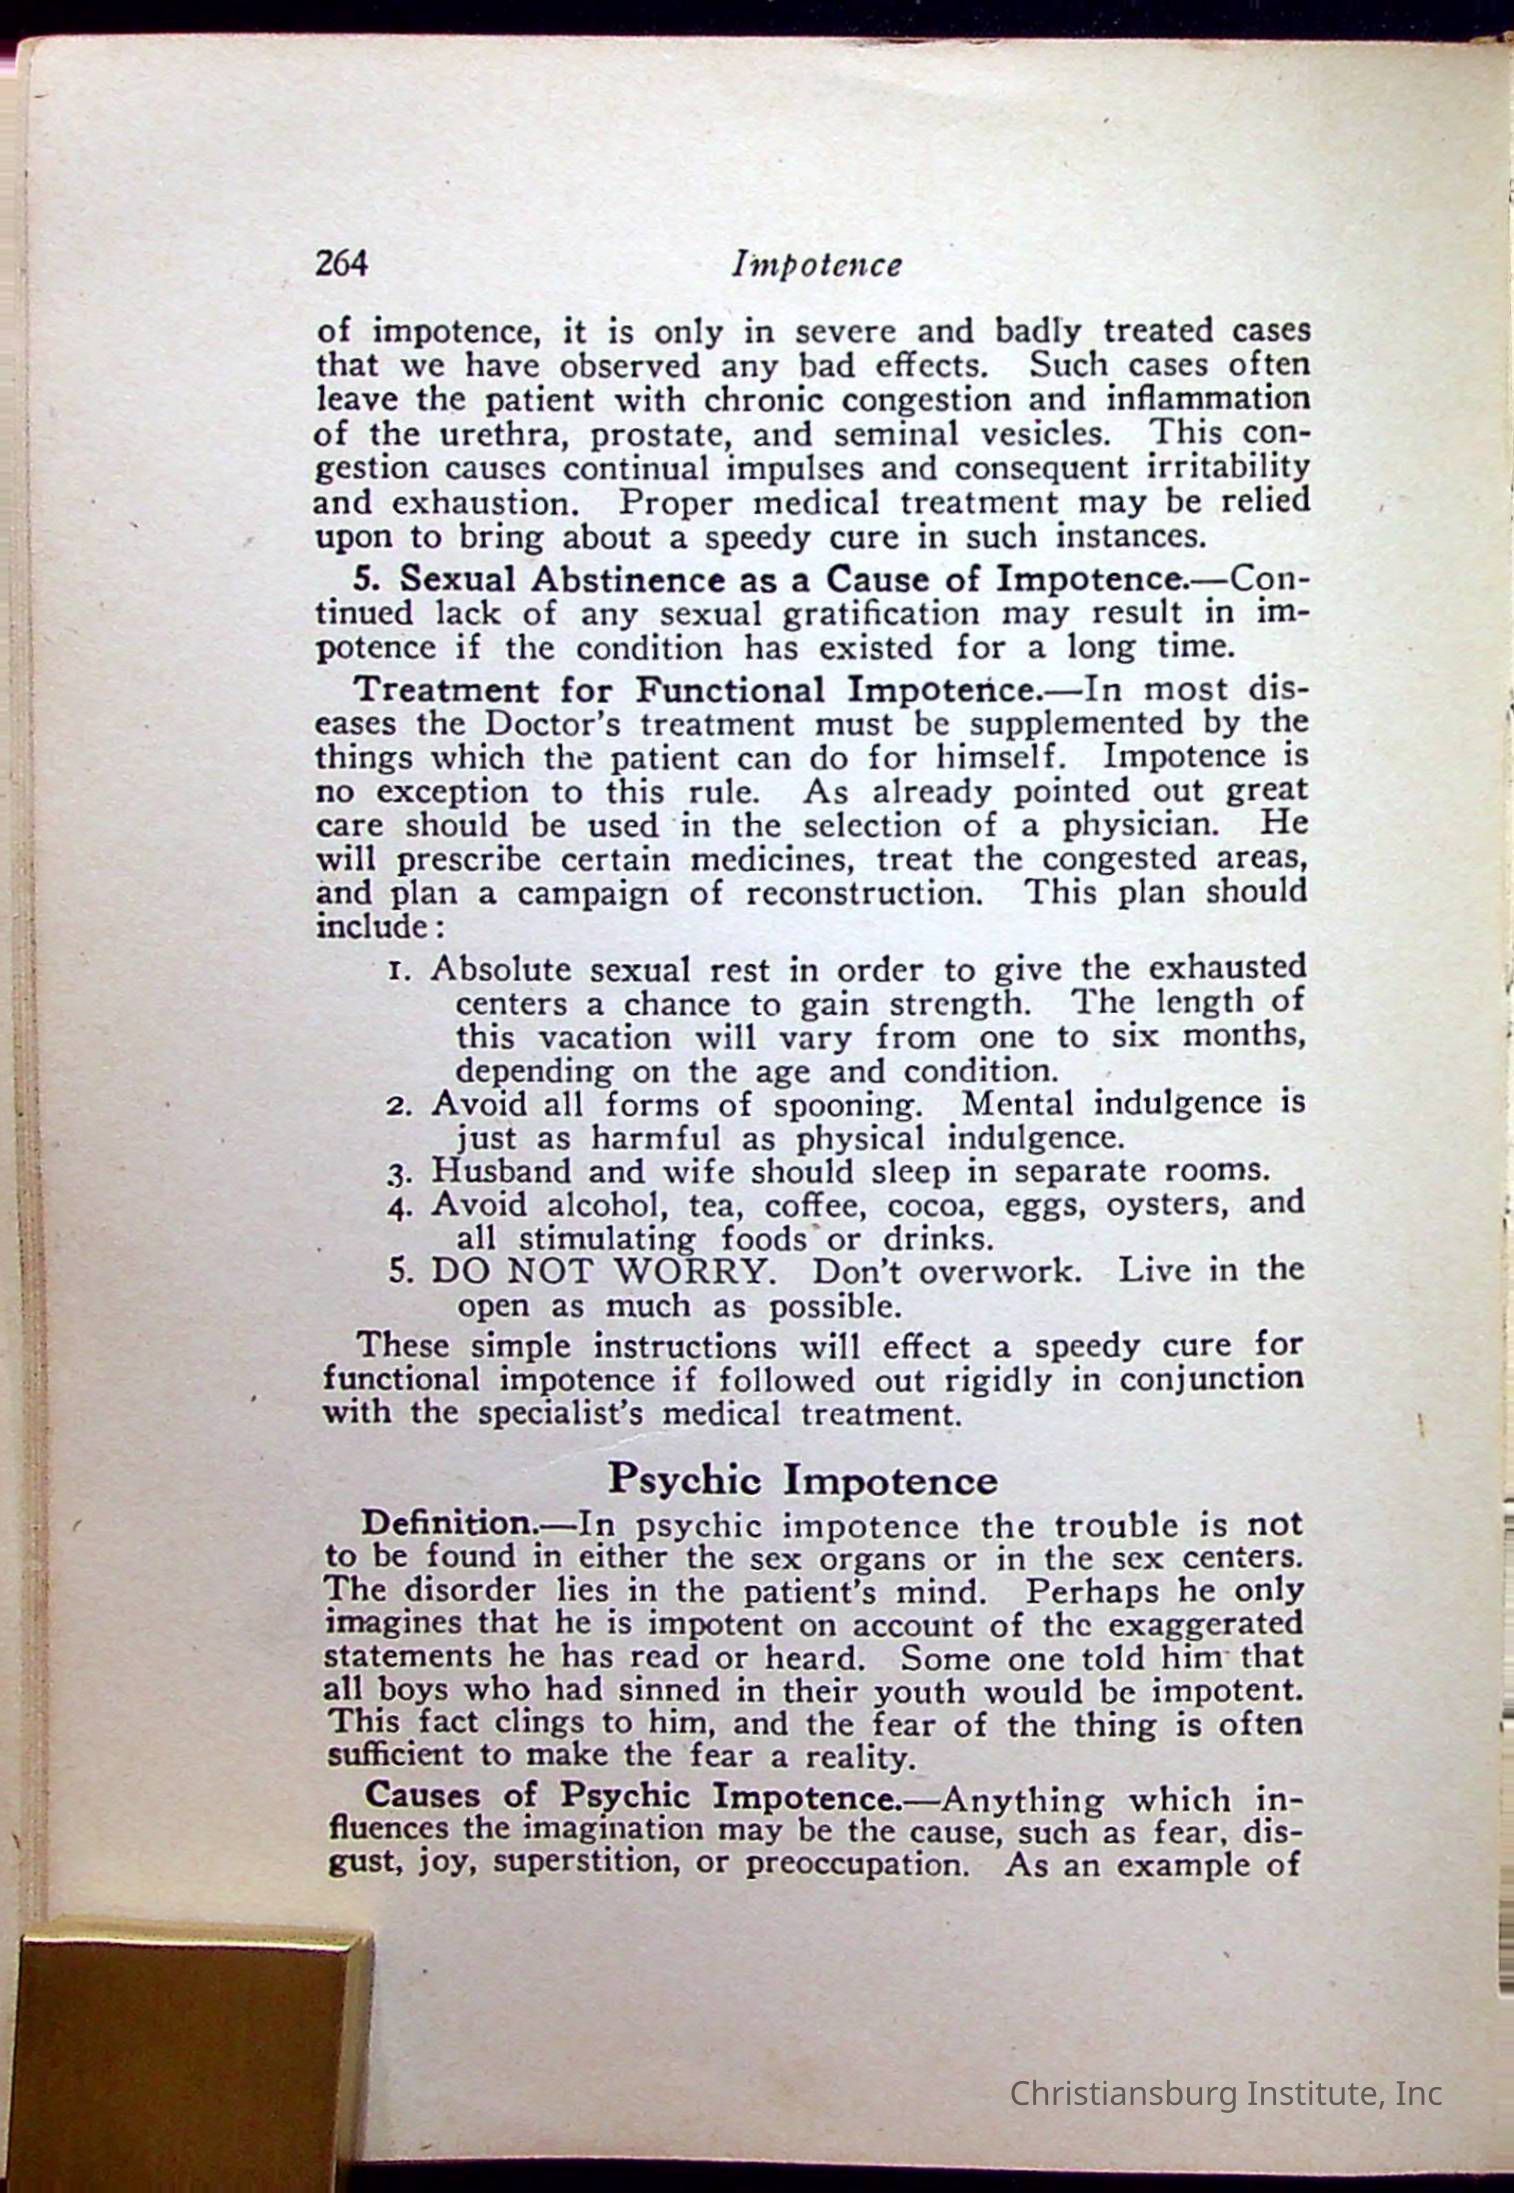 264 Impotence
of impotence, it is only in severe and badly treated cases
that we have observed any bad effects. Such cases often
leave the patient with chronic congestion and inflammation
of the urethra, prostate, and seminal vesicles. This con-
gestion causes continual impulses and consequent irritability
and exhaustion. Proper medical treatment may be relied
upon to bring about a speedy cure in such instances.
5. Sexual Abstinence as a Cause of Impotence.—Con-
tinued lack of any sexual gratification may result in im-
potence if the condition has existed for a long time.
Treatment for Functional Impotence.—In most dis-
eases the Doctor's treatment must be supplemented by the
things which the patient can do for himself. Impotence is
no exception to this rule. As already pointed out great
care should be used in the selection of a physician. He
will prescribe certain medicines, treat the congested areas,
and plan a campaign of reconstruction. This plan should
include:
1. Absolute sexual rest in order to give the exhausted
centers a chance to gain strength. The length of
this vacation will vary from one to six months,
depending on the age and condition.
2. Avoid all forms of spooning. Mental indulgence is
just as harmful as physical indulgence.
3. Husband and wife should sleep in separate rooms.
4. Avoid alcohol, tea, coffee, cocoa, eggs, oysters, and
all stimulating foods or drinks.
5. DO NOT WORRY. Don't overwork. Live in the
open as much as possible.
These simple instructions will effect a speedy cure for
functional impotence if followed out rigidly in conjunction
with the specialist's medical treatment.
Psychic Impotence
Definition.—In psychic impotence the trouble is not
to be found in either the sex organs or in the sex centers.
The disorder lies in the patient's mind. Perhaps he only
imagines that he is impotent on account of the exaggerated
statements he has read or heard. Some one told him that
all boys who had sinned in their youth would be impotent.
This fact clings to him, and the fear of the thing is often
sufficient to make the fear a reality.
Causes of Psychic Impotence.—Anything which in-
fluences the imagination may be the cause, such as fear, dis-
gust, joy, superstition, or preoccupation. As an example of
Christiansburg Institute, Inc